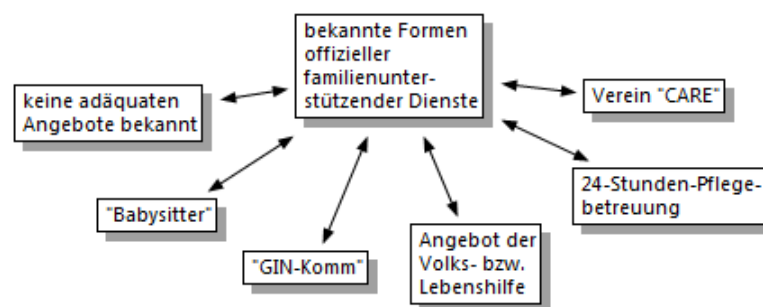 bekannte Formen
offizieller
familienunter-
stützender Dienste
keine adäquaten
Angebote bekannt
Verein "CARE"
"Babysitter"
24-Stunden-Pflege-
betreuung
"GIN-Komm"
Angebot der
Volks- bzw.
Lebenshilfe